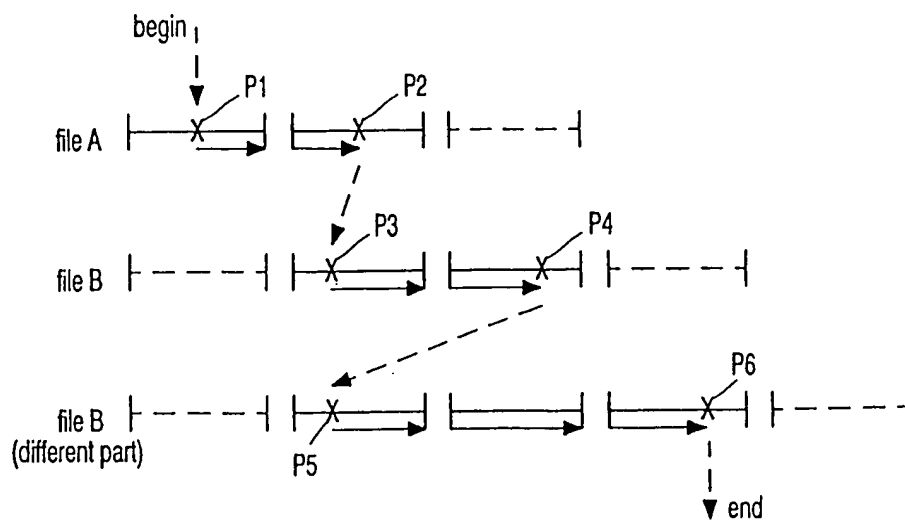 begin
P1
P2
file A
P3
P4
file B
P6
file B
(different part)
P5
end